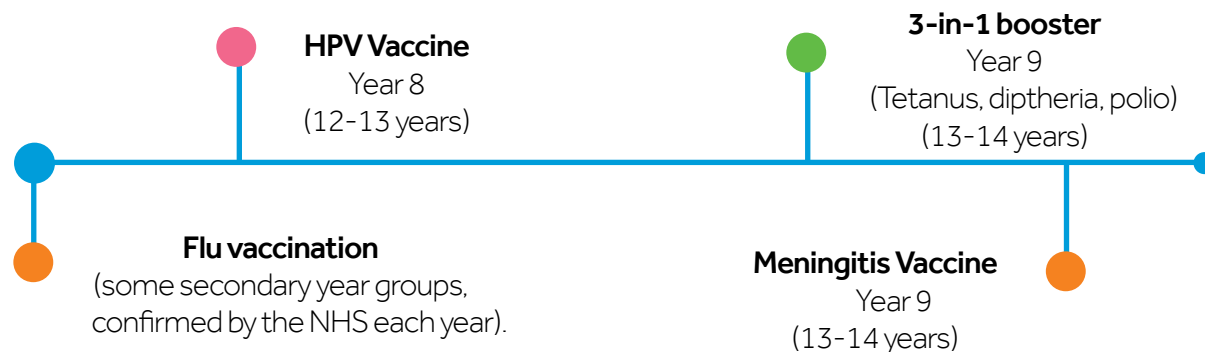 HPV Vaccine
Year 8
(12-13 years)
3-in-1 booster
Year 9
(Tetanus, diptheria, polio)
(13-14 years)
Flu vaccination
(some secondary year groups,
confirmed by the NHS each year).
Meningitis Vaccine
Year 9
(13-14 years)